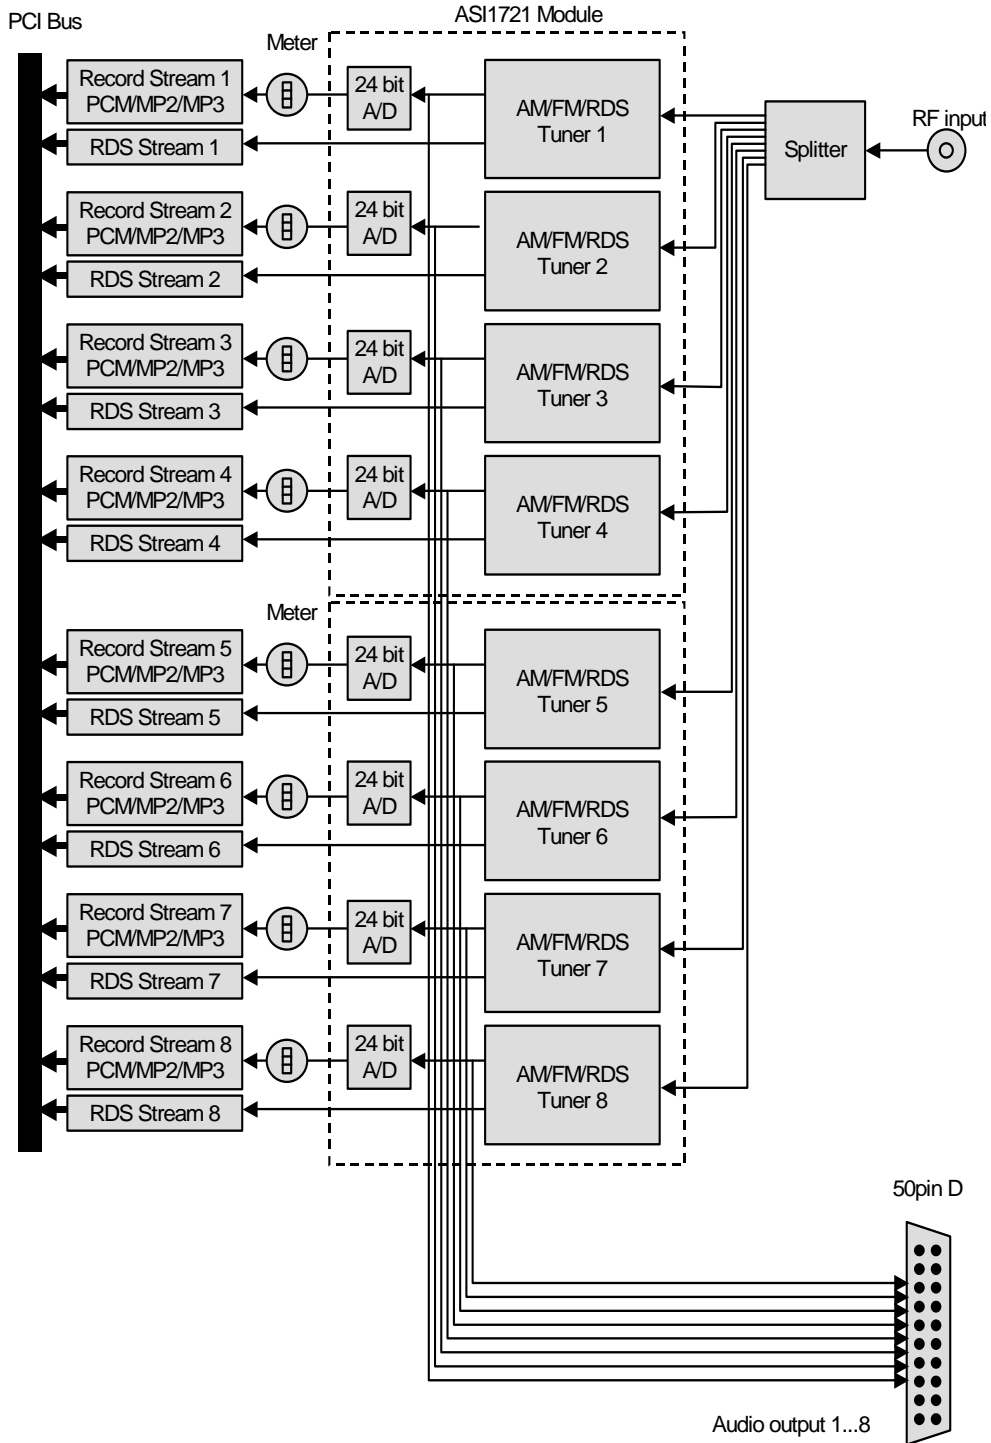 ASI1721 Module
PCI Bus
Meter
Record Stream 1
PCM/MP2/MP3
24 bit
A/D
AM/FM/RDS
Tuner 1
RF input
Splitter
RDS Stream 1
Record Stream 2
PCM/MP2/MP3
24 bit
A/D
AM/FM/RDS
Tuner 2
RDS Stream 2
Record Stream 3
PCM/MP2/MP3
24 bit
A/D
AM/FM/RDS
Tuner 3
RDS Stream 3
Record Stream 4
PCM/MP2/MP3
24 bit
A/D
AM/FM/RDS
Tuner 4
RDS Stream 4
Meter
Record Stream 5
PCM/MP2/MP3
24 bit
A/D
AM/FM/RDS
Tuner 5
RDS Stream 5
Record Stream 6
PCM/MP2/MP3
24 bit
A/D
AM/FM/RDS
Tuner 6
RDS Stream 6
Record Stream 7
PCM/MP2/MP3
24 bit
A/D
AM/FM/RDS
Tuner 7
RDS Stream 7
Record Stream 8
PCM/MP2/MP3
24 bit
A/D
AM/FM/RDS
Tuner 8
RDS Stream 8
50pin D
Audio output 1...8